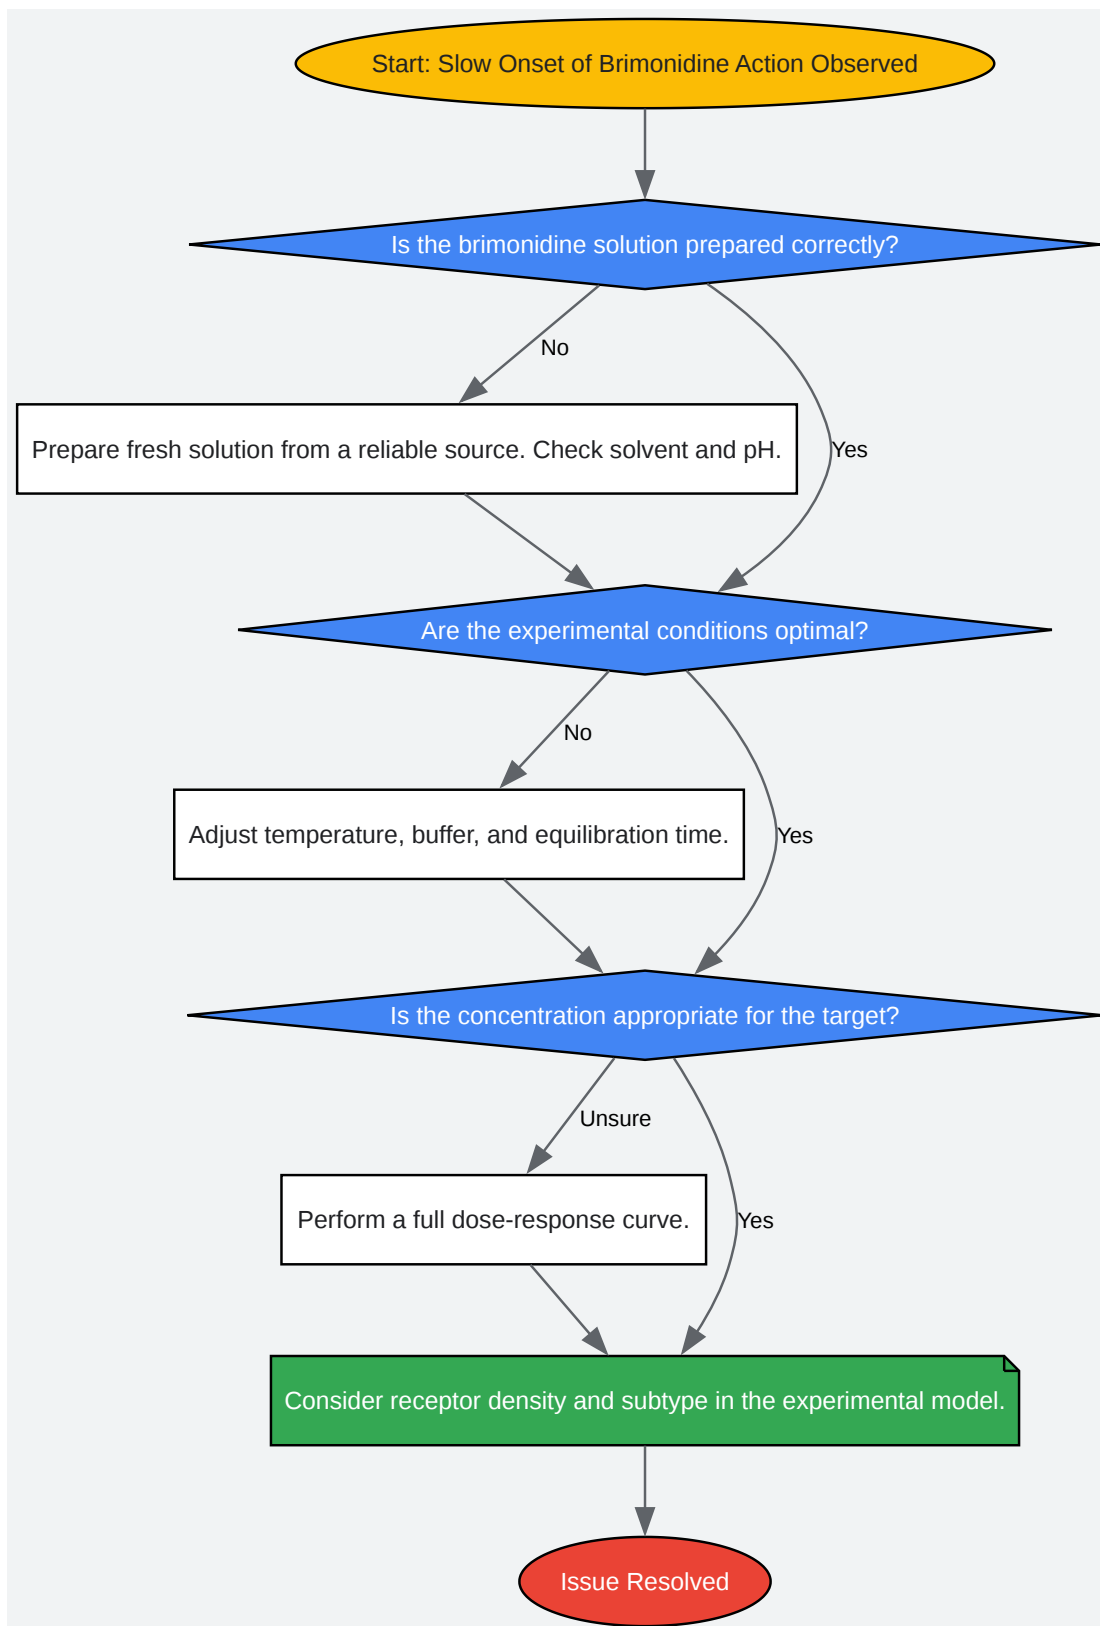 Start: Slow Onset of Brimonidine Action Observed
Is the brimonidine solution prepared correctly?
No
Prepare fresh solution from a reliable source. Check solvent and pH.
Yes
Are the experimental conditions optimal?
No
Adjust temperature, buffer, and equilibration time.
Yes
Is the concentration appropriate for the target?
Unsure
Perform a full dose-response curve.
Yes
Consider receptor density and subtype in the experimental model.
Issue Resolved